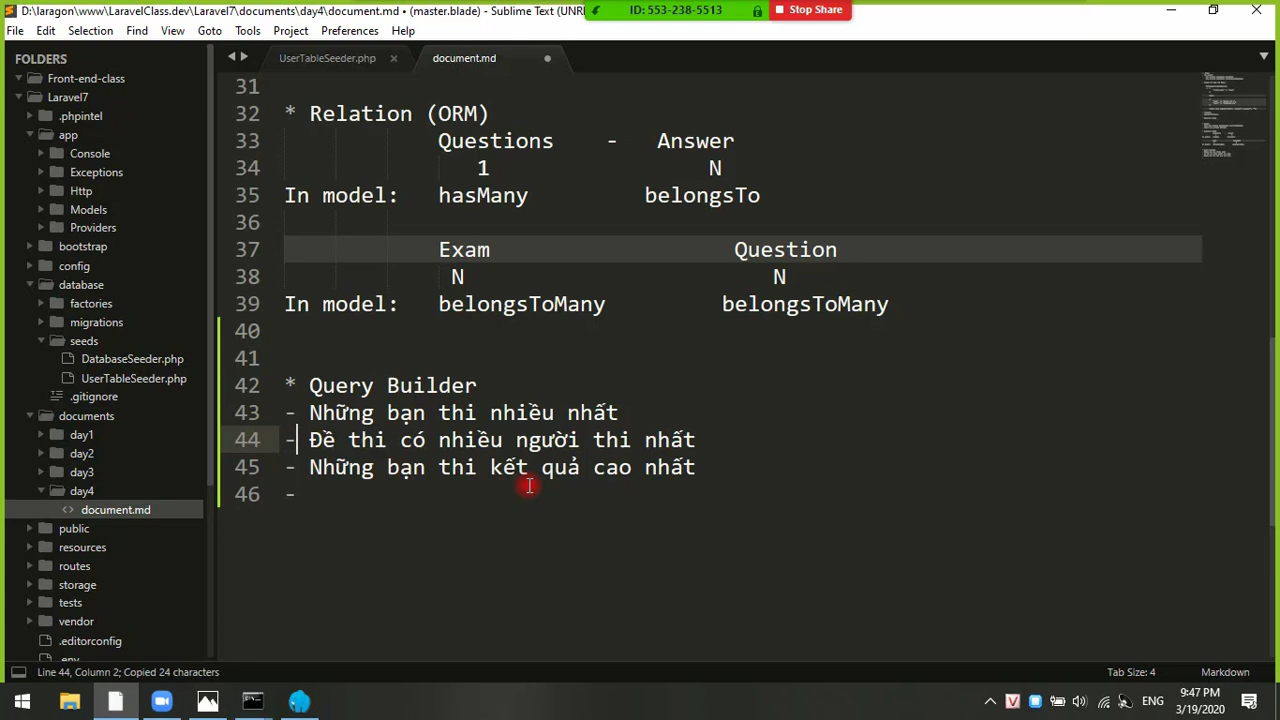 D:\laragon\www\LaravelClass.dev\Laravel7\documents\day4\document.md • (master.blade) - Sublime Text (UNRE
ID: 553-238-5513
Stop Share
File Edit Selection Find View Goto Tools Project Preferences Help
FOLDERS
Front-end-class
Laravel7
.phpintel
app
Console
Exceptions
Http
Models
Providers
bootstrap
config
database
factories
migrations
seeds
DatabaseSeeder.php
UserTableSeeder.php
.gitignore
documents
day1
day2
day3
day4
<> document.md
public
resources
routes
storage
tests
vendor
.editorconfig
.env
UserTableSeeder.php ×
document.md
31
32 * Relation (ORM)
33 Questions - Answer
34 1 N
35 In model: hasMany belongsTo
36
37 Exam Question
38 N N
39 In model: belongsToMany belongsToMany
40
41
42 * Query Builder
43 - Những bạn thi nhiều nhất
44 - Đề thi có nhiều người thi nhất
45 - Những bạn thi kết quả cao nhất
46 -
Line 44, Column 2; Copied 24 characters
Tab Size: 4
Markdown
ENG
9:47 PM
3/19/2020